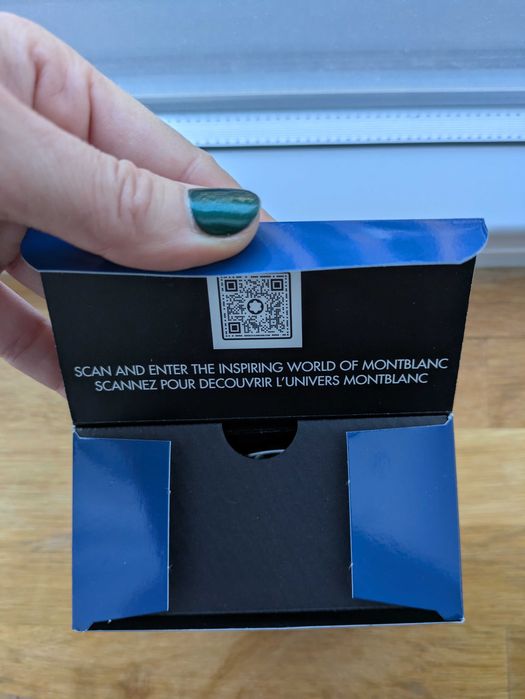 SCAN AND ENTER THE INSPIRING WORLD OF MONTBLANC
SCANNEZ POUR DECOUVRIR L'UNIVERS MONTBLANC